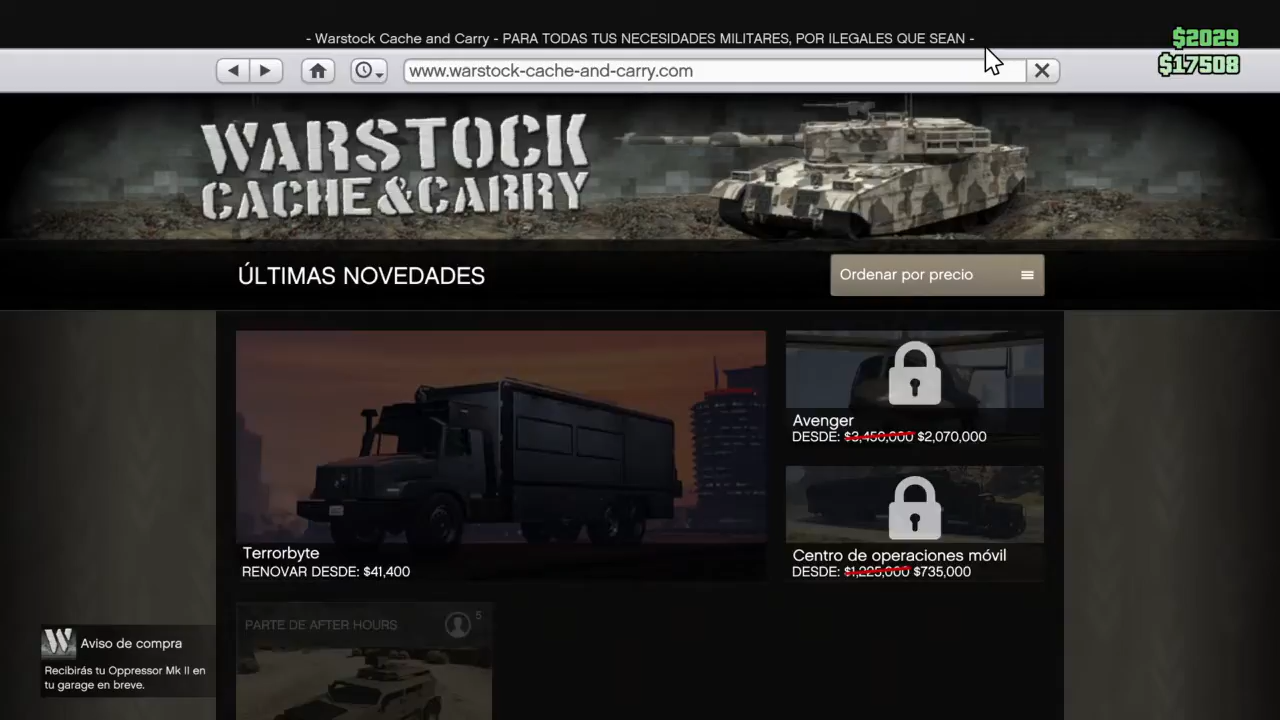 - Warstock Cache and Carry - PARA TODAS TUS NECESIDADES MILITARES, POR ILEGALES QUE SEAN -
$2029
$17508
www.warstock-cache-and-carry.com
WARSTOCK
CACHE&CARRY
ÚLTIMAS NOVEDADES
Ordenar por precio
Avenger
DESDE: $3,450,000 $2,070,000
Centro de operaciones móvil
DESDE: $1,225,000 $735,000
Terrorbyte
RENOVAR DESDE: $41,400
PARTE DE AFTER HOURS
5
W
Aviso de compra
Recibirás tu Oppressor Mk II en
tu garage en breve.